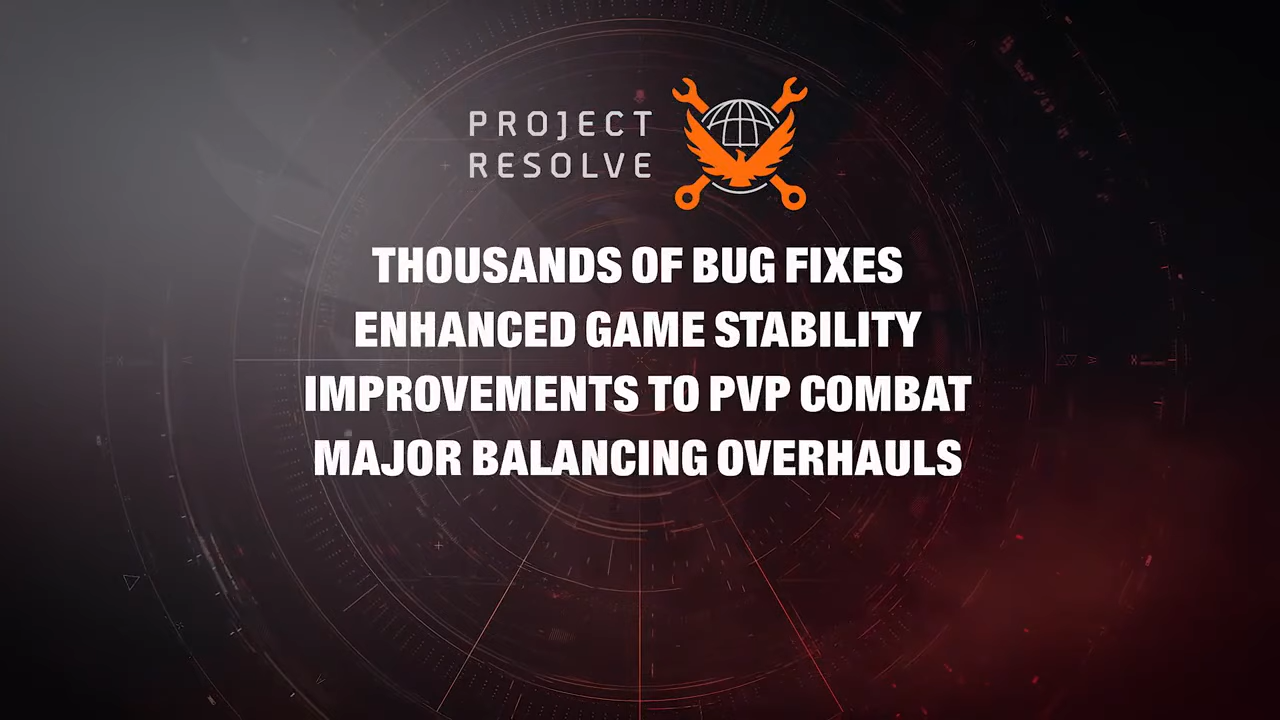 PROJECT
RESOLVE
THOUSANDS OF BUG FIXES
ENHANCED GAME STABILITY
IMPROVEMENTS TO PVP COMBAT
MAJOR BALANCING OVERHAULS